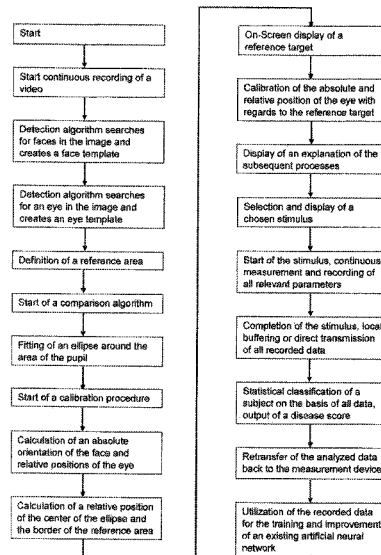 Start
Start continuous recording of a
video
Detection algorithm searches
for faces in the image and
creates a face template
Detection algorithm searches
for an eye in the image and
creates an eye template
Definition of a reference area
Start of a comparison algorithm
Fitting of an ellipse around the
area of the pupil
Start of a calibration procedure
Calculation of an absolute
orientation of the face and
relative positions of the eye
Calculation of a relative position
of the center of the ellipse and
the border of the reference area
On-Screen display of a
reference target
Calibration of the absolute and
relative position of the eye with
regards to the reference target
Display of an explanation of the
subsequent processes
Selection and display of a
chosen stimulus
Start of the stimulus, continuous
measurement and recording of
all relevant parameters
Completion of the stimulus, local
buffering or direct transmission
of all recorded data
Statistical classification of a
subject on the basis of all data,
output of a disease score
Retransfer of the analyzed data
back to the measurement device
Utilization of the recorded data
for the training and improvement
of an existing artificial neural
network